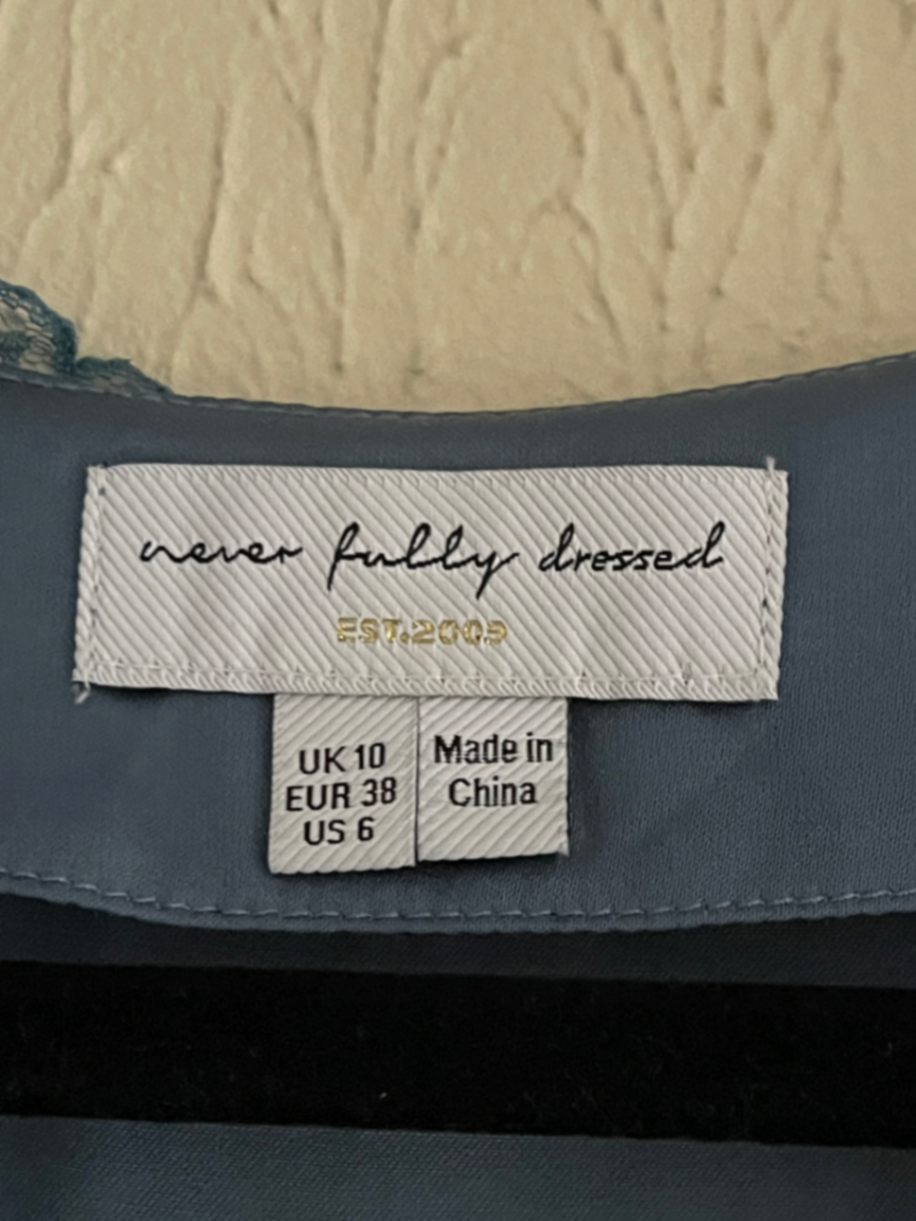 never fully dressed
EST.2009
UK 10
EUR 38
US 6
Made in
China